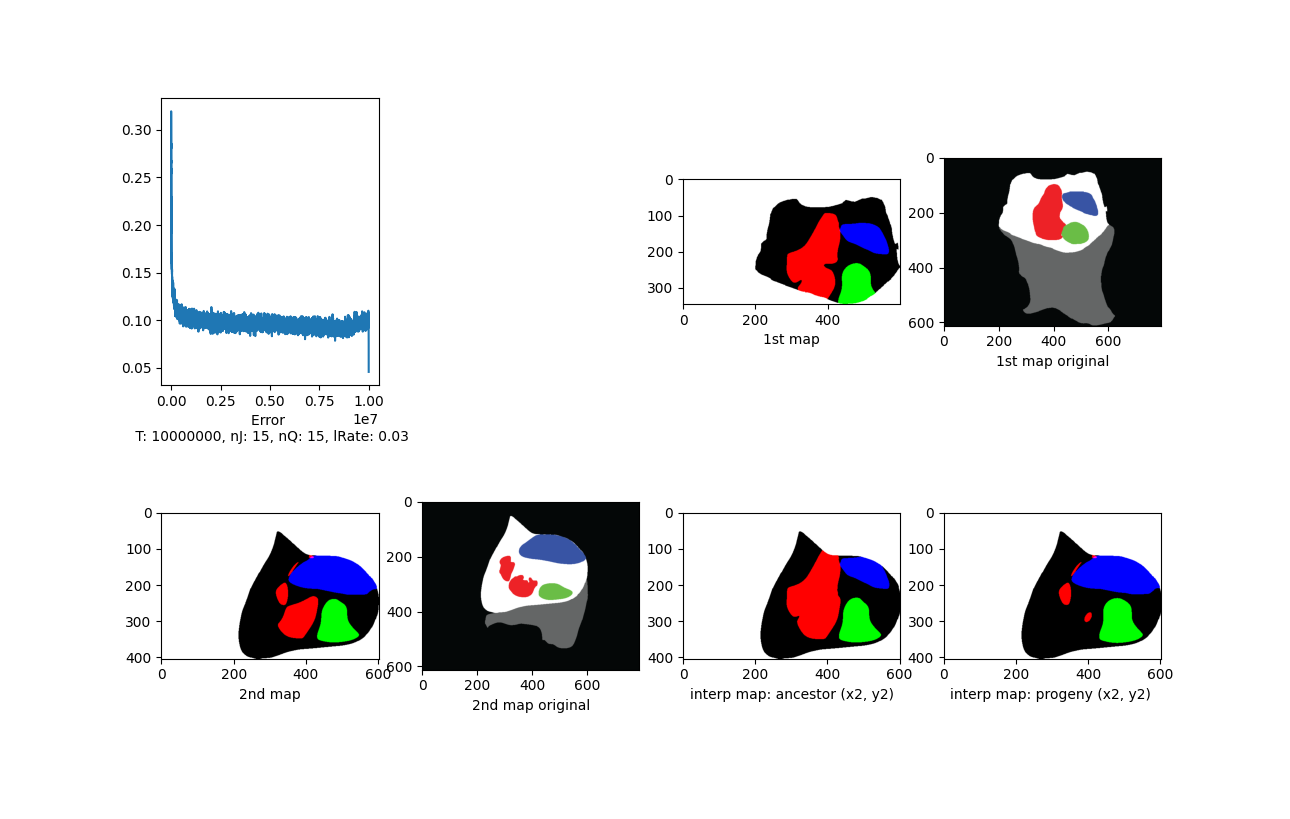 0.30
0.25
0.20
0.15
0.10
0.05
0.00 0.25 0.50 0.75 1.00
Error 1e7
T: 10000000, nJ: 15, nQ: 15, lRate: 0.03
0
100
200
300
0 200 400
1st map
0
200
400
600
0 200 400 600
1st map original
0
100
200
300
400
0 200 400 600
2nd map
0
200
400
600
0 200 400 600
2nd map original
0
100
200
300
400
0 200 400 600
interp map: ancestor (x2, y2)
0
100
200
300
400
0 200 400 600
interp map: progeny (x2, y2)